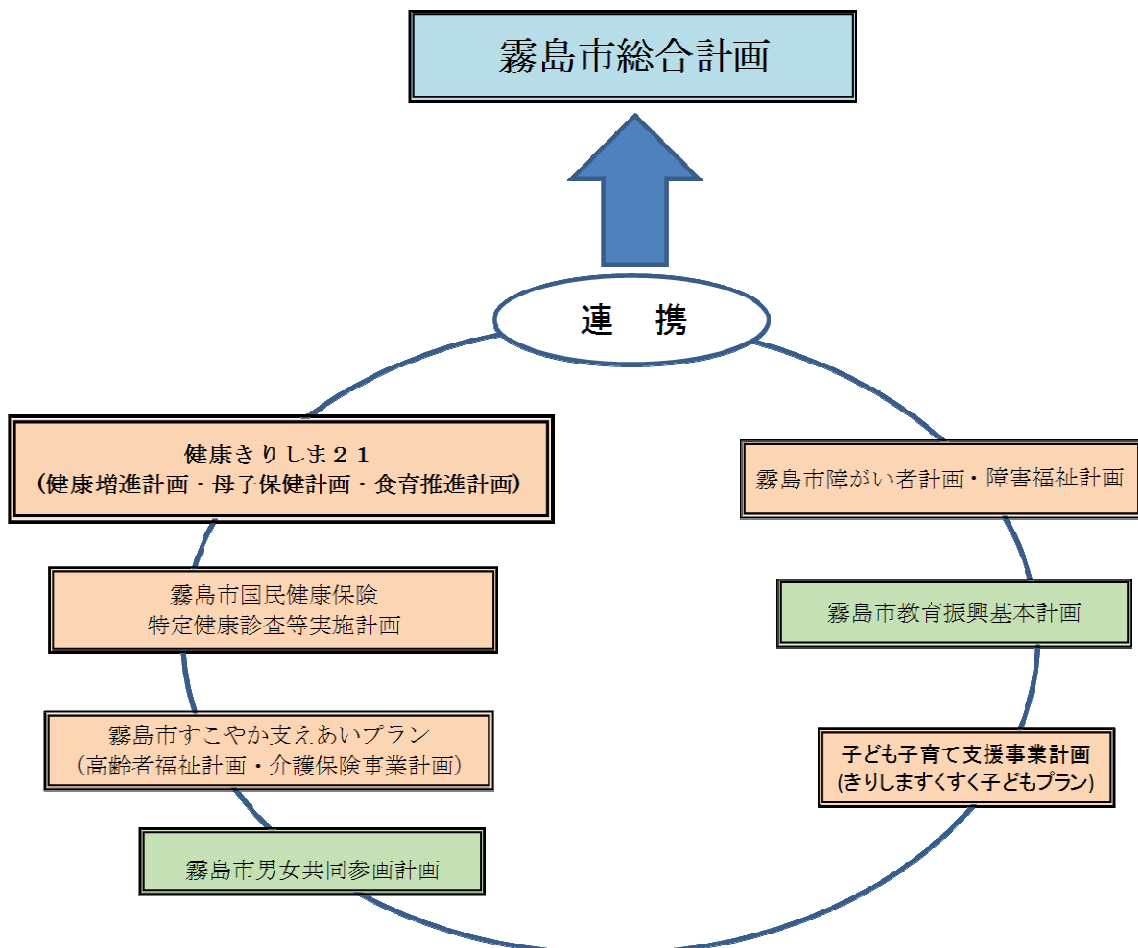 霧島市総合計画
連 携
健康きりしま21
(健康増進計画・母了保健計画・食育推進計画)
霧島市国民健康保険
特定健康診査等実施計画
霧島市すこやか支えあいプラン
(高齢者福祉計画・介護保険事業計画)
霧島市男女共同参画計画
霧島市障がい者計画・障害福祉計画
霧島市教育振興基本計画
子ども子育て支援事業計画
(きりしますくすく子どもプラン)